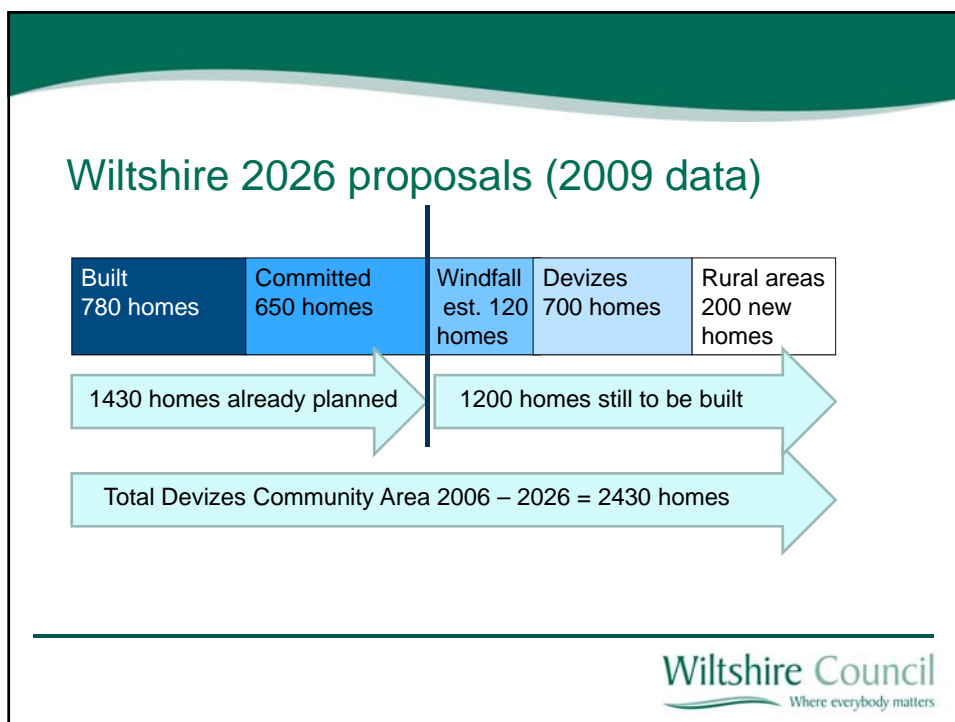 Wiltshire 2026 proposals (2009 data)
Built
780 homes
Committed
650 homes
Windfall
est. 120
homes
Devizes
700 homes
Rural areas
200 new
homes
1430 homes already planned
1200 homes still to be built
Total Devizes Community Area 2006 – 2026 = 2430 homes
Wiltshire Council
Where everybody matters